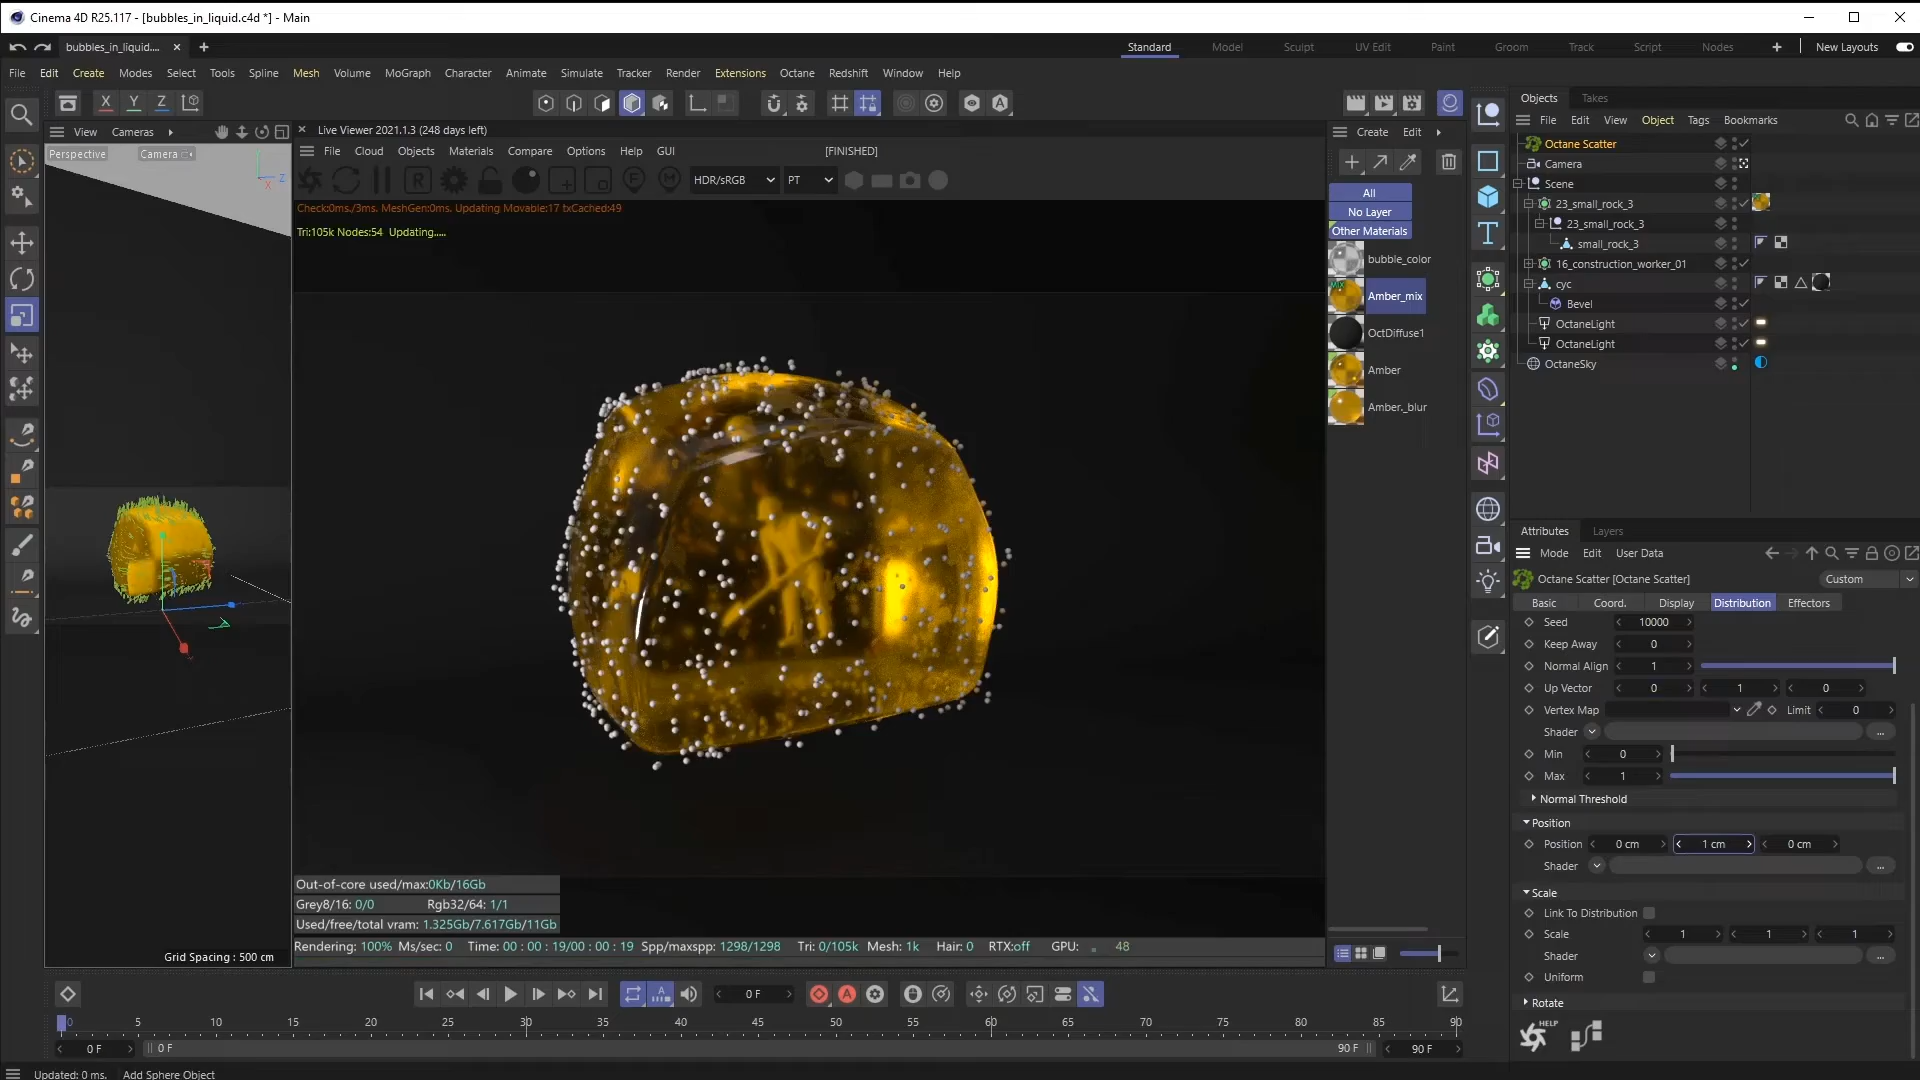 Cinema 4D R25.117 - [bubbles_in_liquid.c4d *] - Main
bubbles_in_liquid....
Standard Model Sculpt UV Edit Paint Groom Track Script Nodes New Layouts
File Edit Create Modes Select Tools Spline Mesh Volume MoGraph Character Animate Simulate Tracker Render Extensions Octane Redshift Window Help
X Y Z
View Cameras
Perspective Camera
Grid Spacing : 500 cm
Live Viewer 2021.1.3 (248 days left)
File Cloud Objects Materials Compare Options Help GUI [FINISHED]
HDR/sRGB PT
Check:0ms./3ms. MeshGen:0ms. Updating Movable:17 txCached:49
Tri:105k Nodes:54 Updating.....
Out-of-core used/max:0Kb/16Gb
Grey8/16: 0/0 Rgb32/64: 1/1
Used/free/total vram: 1.325Gb/7.617Gb/11Gb
Rendering: 100% Ms/sec: 0 Time: 00 : 00 : 19/00 : 00 : 19 Spp/maxspp: 1298/1298 Tri: 0/105k Mesh: 1k Hair: 0 RTX:off GPU: 48
Create Edit
All
No Layer
Other Materials
bubble_color
Amber_mix
OctDiffuse1
Amber
Amber._blur
Objects Takes
File Edit View Object Tags Bookmarks
Octane Scatter
Camera
Scene
23_small_rock_3
23_small_rock_3
small_rock_3
16_construction_worker_01
cyc
Bevel
OctaneLight
OctaneLight
OctaneSky
Attributes Layers
Mode Edit User Data
Octane Scatter [Octane Scatter] Custom
Basic Coord. Display Distribution Effectors
Seed 10000
Keep Away 0
Normal Align 1
Up Vector 0 1 0
Vertex Map Limit 0
Shader ...
Min 0
Max 1
Normal Threshold
Position
Position 0 cm 1 cm 0 cm
Shader ...
Scale
Link To Distribution
Scale 1 1 1
Shader ...
Uniform
Rotate
HELP
0 F
0 5 10 15 20 25 30 35 40 45 50 55 60 65 70 75 80 85 90
0 F 0 F 90 F 90 F
Updated: 0 ms. Add Sphere Object